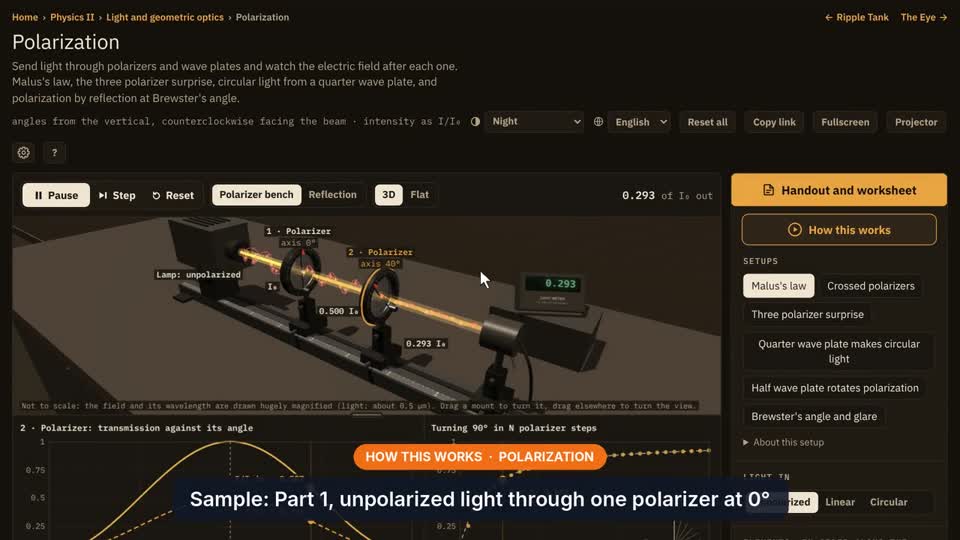 Home › Physics II › Light and geometric optics › Polarization
← Ripple Tank
The Eye →
Polarization
Send light through polarizers and wave plates and watch the electric field after each one.
Malus's law, the three polarizer surprise, circular light from a quarter wave plate, and
polarization by reflection at Brewster's angle.
angles from the vertical, counterclockwise facing the beam · intensity as I/I₀
Night
English
Reset all
Copy link
Fullscreen
Projector
?
Pause
Step
Reset
Polarizer bench
Reflection
3D
Flat
0.293 of I₀ out
Handout and worksheet
How this works
SETUPS
Malus's law
Crossed polarizers
Three polarizer surprise
Quarter wave plate makes circular
light
Half wave plate rotates polarization
Brewster's angle and glare
▸ About this setup
1 · Polarizer
axis 0°
2 · Polarizer
axis 40°
Lamp: unpolarized
I₀
0.500 I₀
0.293 I₀
0.293
LIGHT METER
Not to scale: the field and its wavelength are drawn hugely magnified (light: about 0.5 μm). Drag a mount to turn it, drag elsewhere to turn the view.
2 · Polarizer: transmission against its angle
1
0.75
0.5
0.25
Turning 90° in N polarizer steps
1
0.75
0.5
0.25
HOW THIS WORKS · POLARIZATION
Sample: Part 1, unpolarized light through one polarizer at 0°
LIGHT IN
Linear
Circular